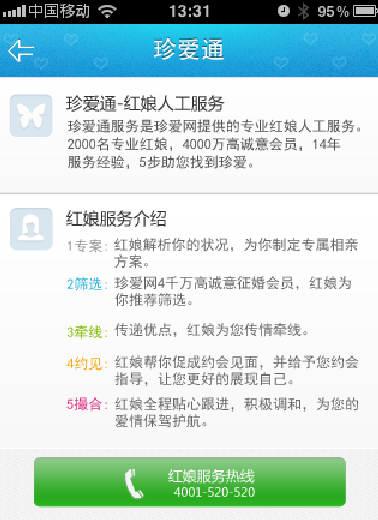 中国移动 13:31 95%
珍爱通
珍爱通-红娘人工服务
珍爱通服务是珍爱网提供的专业红娘人工服务。
2000名专业红娘，4000万高诚意会员，14年
服务经验，5步助您找到珍爱。
红娘服务介绍
1专案: 红娘解析你的状况，为你制定专属相亲
方案。
2筛选: 珍爱网4千万高诚意征婚会员，红娘为
你推荐筛选。
3牵线: 传递优点，红娘为您传情牵线。
4约见: 红娘帮你促成约会见面，并给予您约会
指导，让您更好的展现自己。
5撮合: 红娘全程贴心跟进，积极调和，为您的
爱情保驾护航。
红娘服务热线
4001-520-520